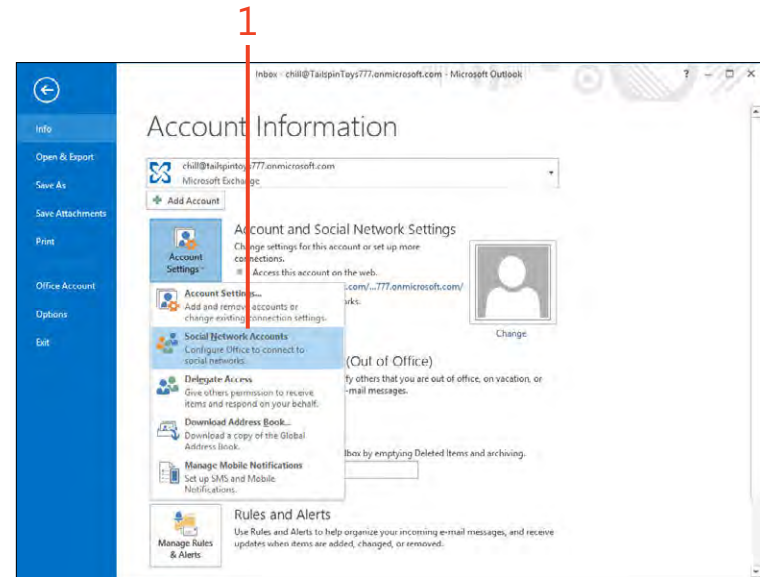 1
Inbox - chill@TailspinToys777.onmicrosoft.com - Microsoft Outlook
?
Info
Open & Export
Save As
Save Attachments
Print
Office Account
Options
Exit
Account Information
chill@tailspintoys777.onmicrosoft.com
Microsoft Exchange
Add Account
Account Settings
Account and Social Network Settings
Change settings for this account or set up more
connections.
Access this account on the web.
.com/...777.onmicrosoft.com/
rks.
Change
Account Settings...
Add and remove accounts or
change existing connection settings.
Social Network Accounts
Configure Office to connect to
social networks.
Delegate Access
Give others permission to receive
items and respond on your behalf.
Download Address Book...
Download a copy of the Global
Address Book.
Manage Mobile Notifications
Set up SMS and Mobile
Notifications.
(Out of Office)
fy others that you are out of office, on vacation, or
-mail messages.
lbox by emptying Deleted Items and archiving.
Manage Rules
& Alerts
Rules and Alerts
Use Rules and Alerts to help organize your incoming e-mail messages, and receive
updates when items are added, changed, or removed.